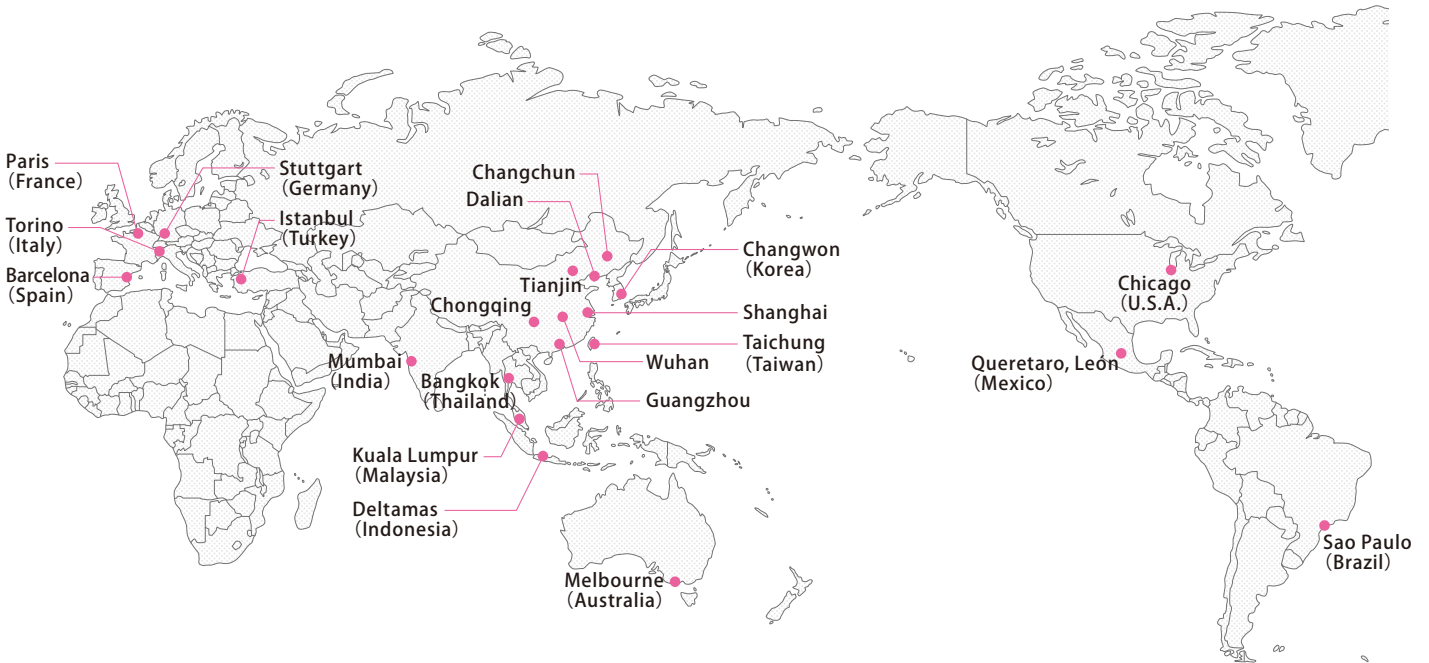 Paris
（France）
Stuttgart
（Germany）
Torino
（Italy）
Istanbul
（Turkey）
Barcelona
（Spain）
Changchun
Dalian
Tianjin
Chongqing
Changwon
（Korea）
Shanghai
Taichung
（Taiwan）
Wuhan
Guangzhou
Mumbai
（India）
Bangkok
（Thailand）
Kuala Lumpur
（Malaysia）
Deltamas
（Indonesia）
Melbourne
（Australia）
Chicago
（U.S.A.）
Queretaro, León
（Mexico）
Sao Paulo
（Brazil）